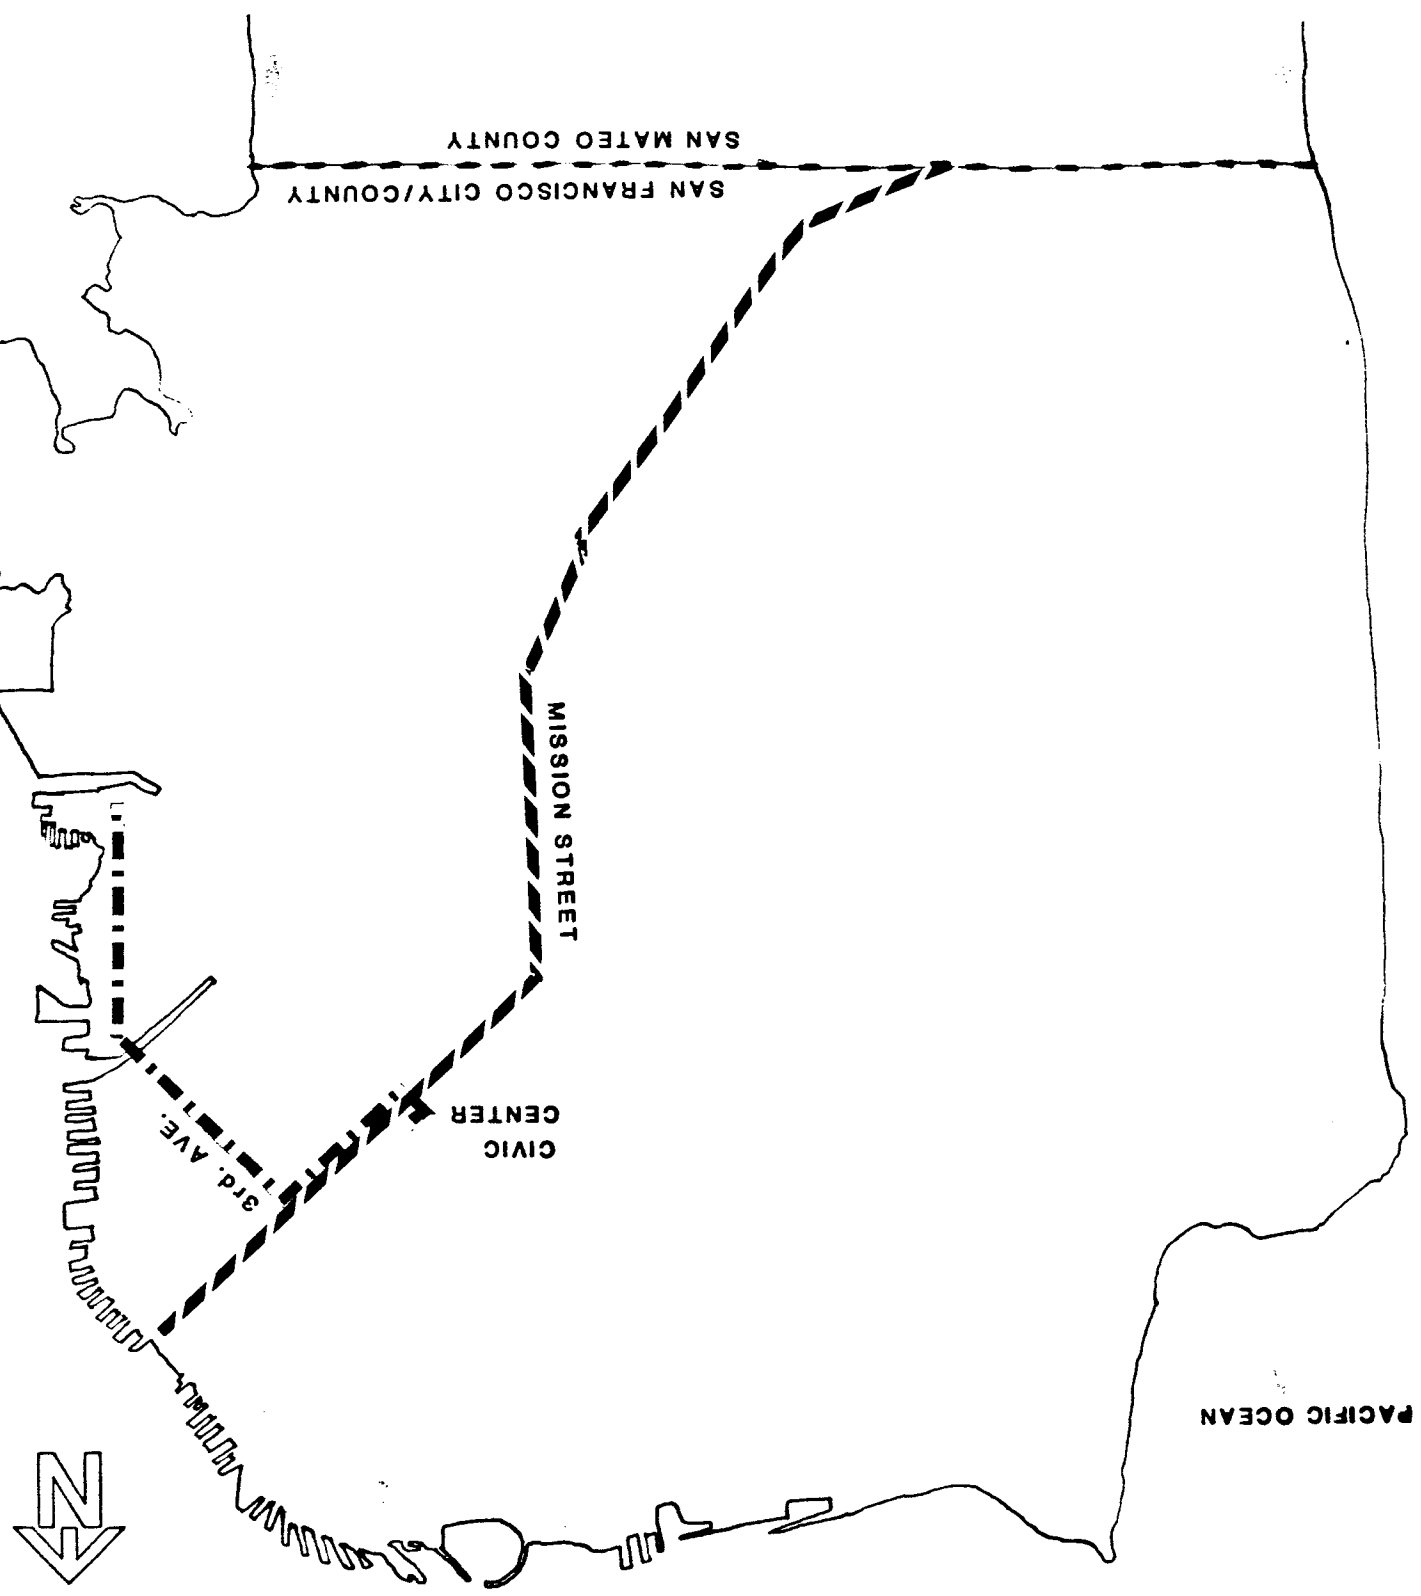 N
PACIFIC OCEAN
3rd. AVE.
CIVIC
CENTER
MISSION STREET
SAN FRANCISCO CITY/COUNTY
SAN MATEO COUNTY